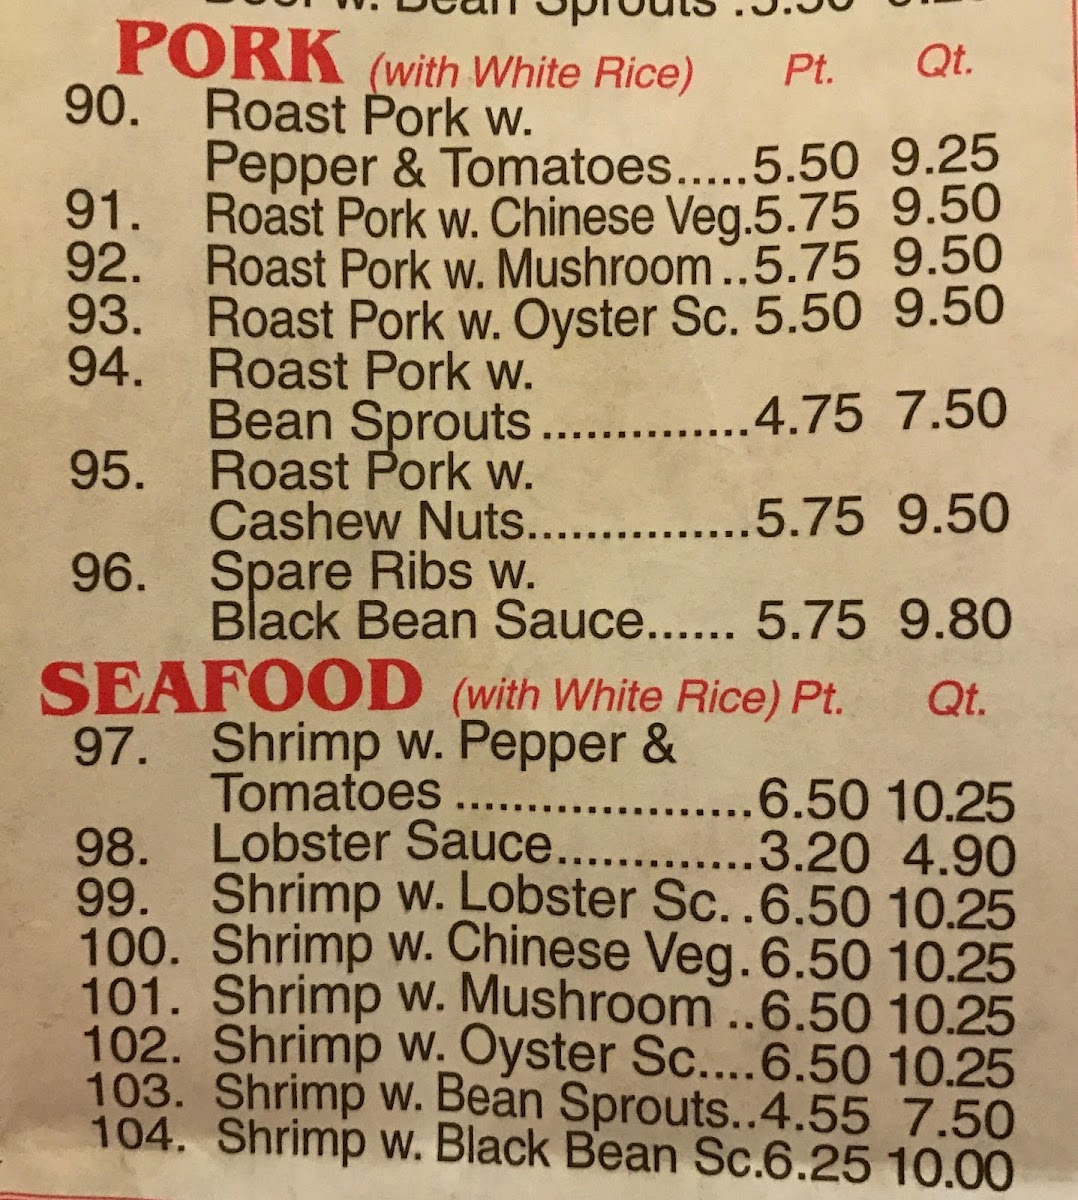 Beef w. Bean Sprouts .5.50 9.25
PORK (with White Rice) Pt. Qt.
90. Roast Pork w.
Pepper & Tomatoes.....5.50 9.25
91. Roast Pork w. Chinese Veg.5.75 9.50
92. Roast Pork w. Mushroom ..5.75 9.50
93. Roast Pork w. Oyster Sc. 5.50 9.50
94. Roast Pork w.
Bean Sprouts ..............4.75 7.50
95. Roast Pork w.
Cashew Nuts...............5.75 9.50
96. Spare Ribs w.
Black Bean Sauce...... 5.75 9.80
SEAFOOD (with White Rice) Pt. Qt.
97. Shrimp w. Pepper &
Tomatoes .....................6.50 10.25
98. Lobster Sauce..............3.20 4.90
99. Shrimp w. Lobster Sc. .6.50 10.25
100. Shrimp w. Chinese Veg.6.50 10.25
101. Shrimp w. Mushroom ..6.50 10.25
102. Shrimp w. Oyster Sc....6.50 10.25
103. Shrimp w. Bean Sprouts..4.55 7.50
104. Shrimp w. Black Bean Sc.6.25 10.00